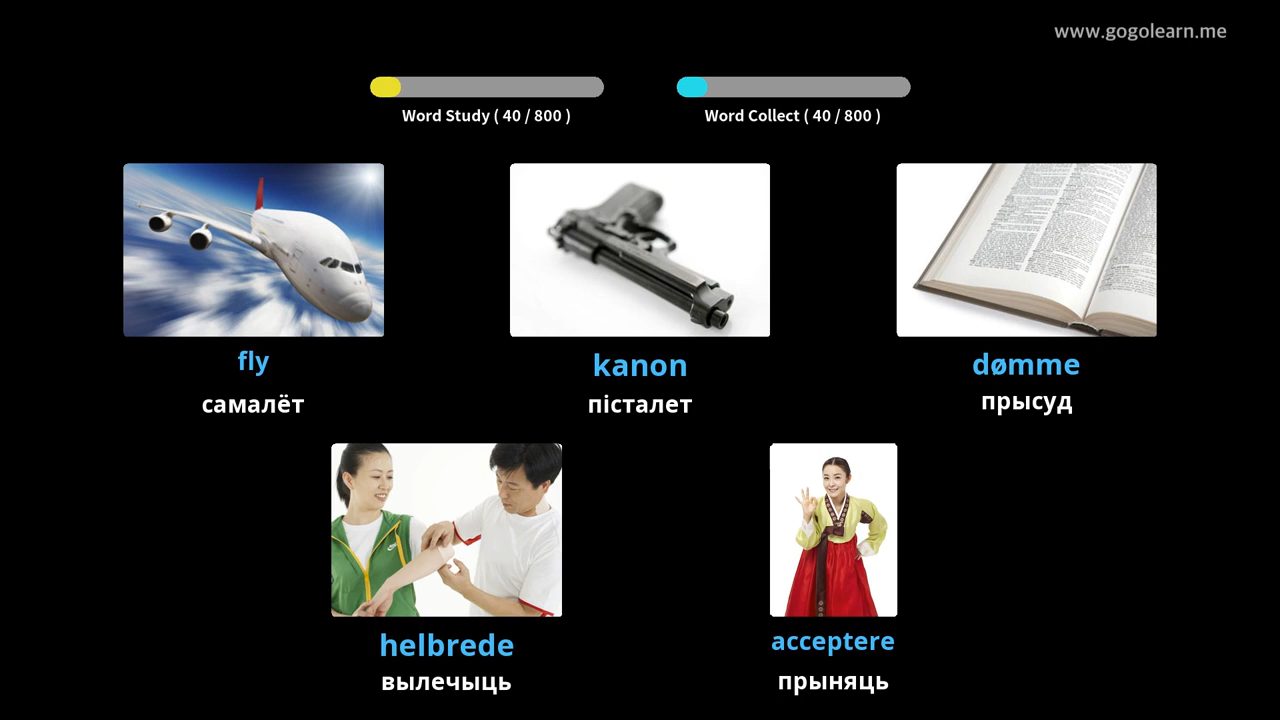 www.gogolearn.me
Word Study ( 40 / 800 )
Word Collect ( 40 / 800 )
fly
самалёт
kanon
пісталет
dømme
прысуд
helbrede
вылечыць
acceptere
прыняць